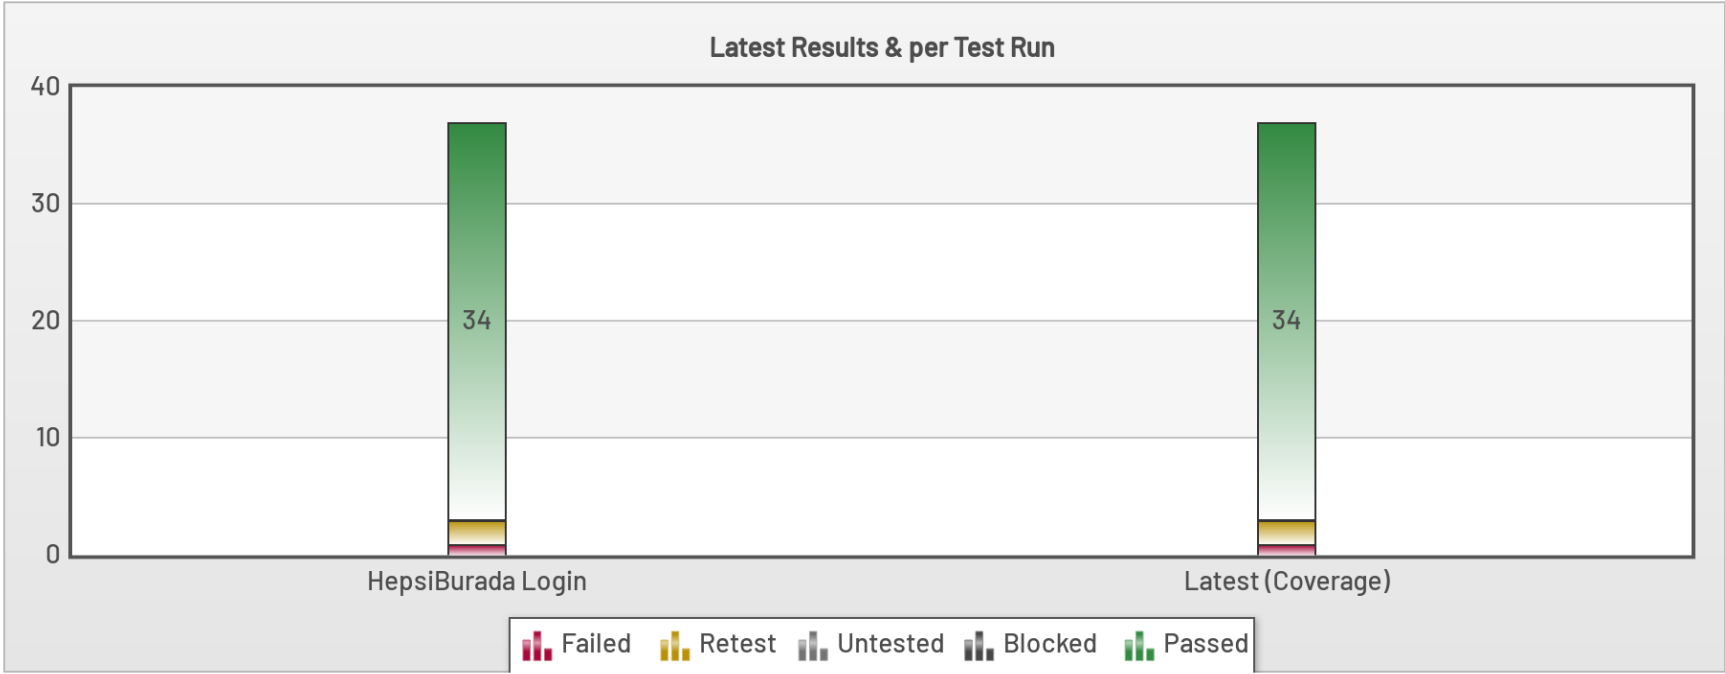 Latest Results & per Test Run
40
30
20
10
0
34
34
HepsiBurada Login
Latest (Coverage)
Failed Retest Untested Blocked Passed